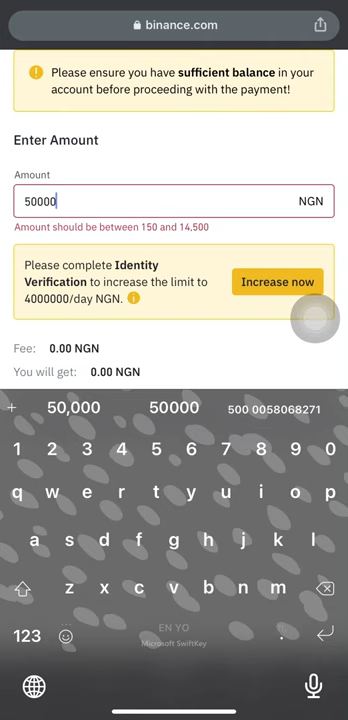 binance.com
Please ensure you have sufficient balance in your
account before proceeding with the payment!
Enter Amount
Amount
50000 NGN
Amount should be between 150 and 14,500
Please complete Identity
Verification to increase the limit to
4000000/day NGN.
Increase now
Fee: 0.00 NGN
You will get: 0.00 NGN
+ 50,000 50000 500 0058068271
1 2 3 4 5 6 7 8 9 0
q w e r t y u i o p
a s d f g h j k l
z x c v b n m
123 EN YO .
Microsoft SwiftKey